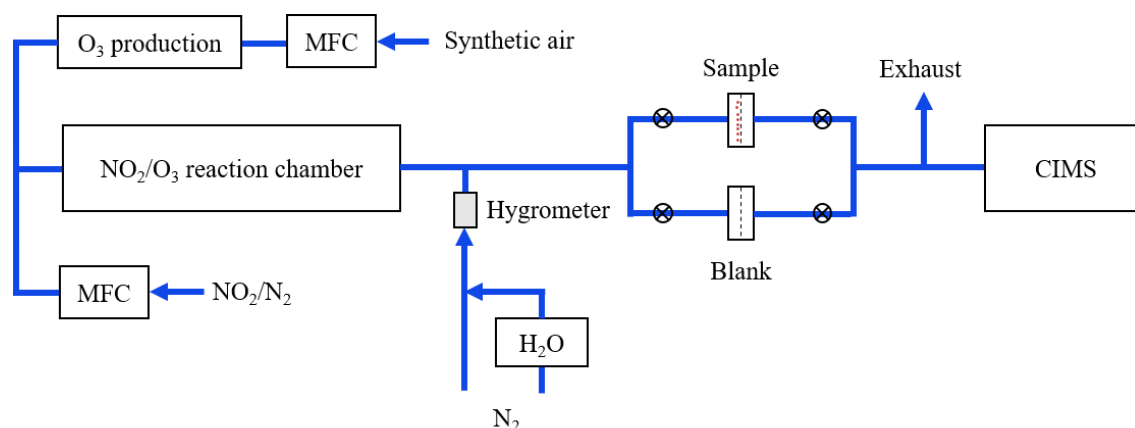 O₃ production
MFC
Synthetic air
Sample
Exhaust
NO₂/O₃ reaction chamber
CIMS
Hygrometer
Blank
MFC
NO₂/N₂
H₂O
N₂